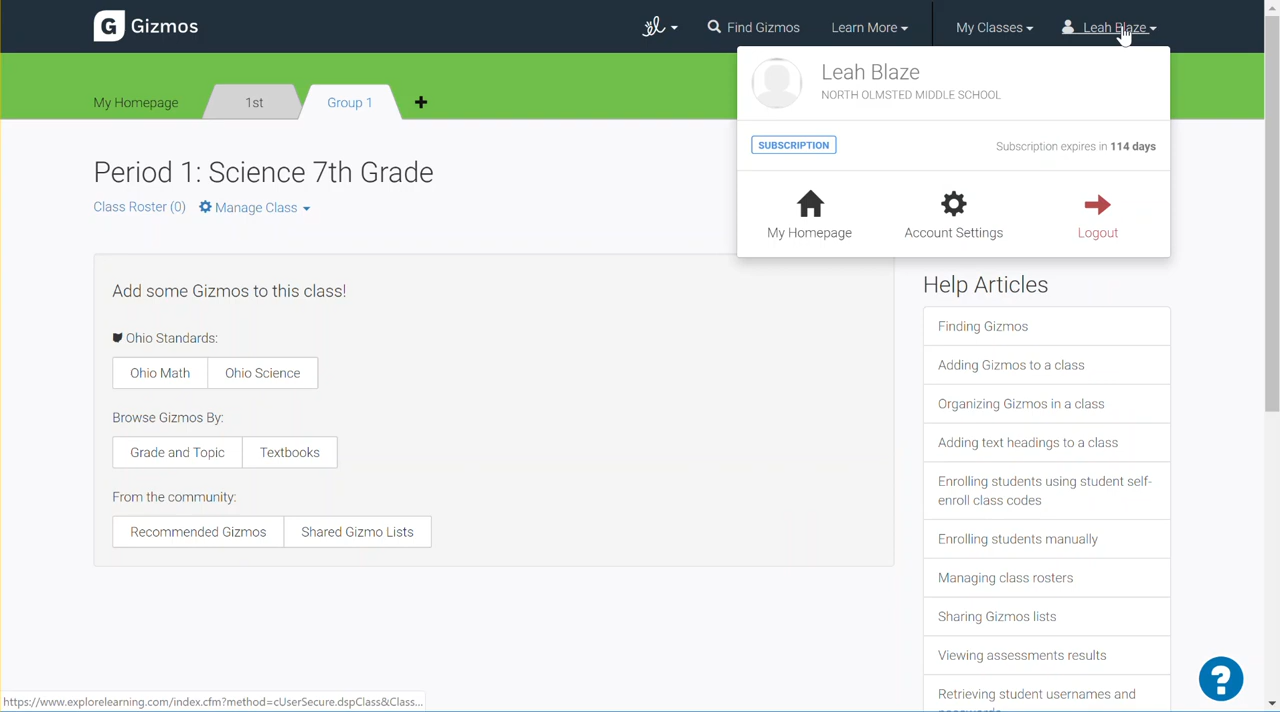 G Gizmos
Find Gizmos
Learn More
My Classes
Leah Blaze
Leah Blaze
NORTH OLMSTED MIDDLE SCHOOL
My Homepage
1st
Group 1
+
SUBSCRIPTION
Subscription expires in 114 days
Period 1: Science 7th Grade
Class Roster (0)
Manage Class
My Homepage
Account Settings
Logout
Add some Gizmos to this class!
Ohio Standards:
Ohio Math
Ohio Science
Browse Gizmos By:
Grade and Topic
Textbooks
From the community:
Recommended Gizmos
Shared Gizmo Lists
Help Articles
Finding Gizmos
Adding Gizmos to a class
Organizing Gizmos in a class
Adding text headings to a class
Enrolling students using student self-
enroll class codes
Enrolling students manually
Managing class rosters
Sharing Gizmos lists
Viewing assessments results
Retrieving student usernames and
passwords
?
https://www.explorelearning.com/index.cfm?method=cUserSecure.dspClass&Class...